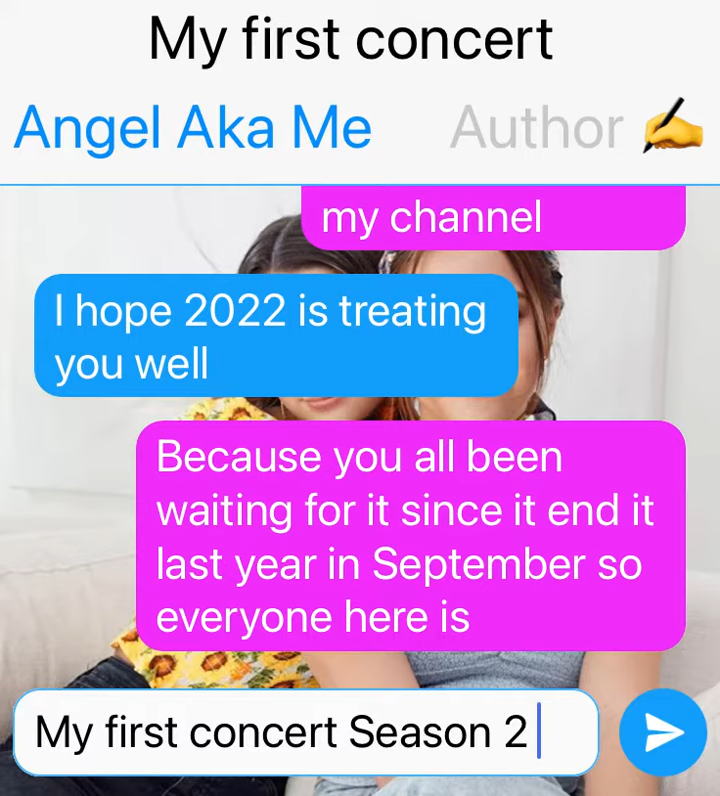 My first concert
Angel Aka Me Author ✍️
my channel
I hope 2022 is treating
you well
Because you all been
waiting for it since it end it
last year in September so
everyone here is
My first concert Season 2